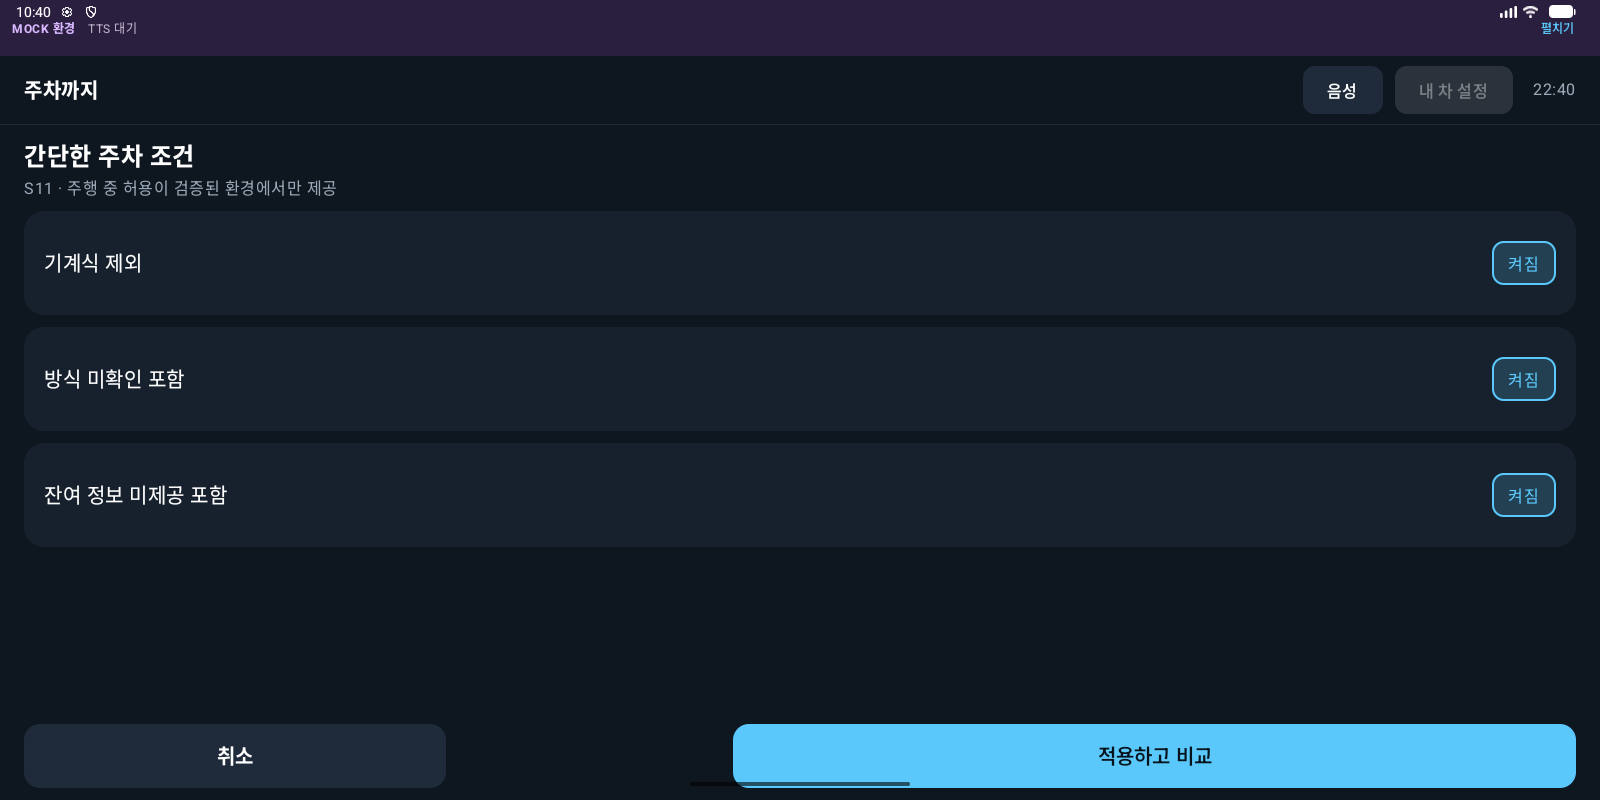 10:40
MOCK 환경 TTS 대기
펼치기
주차까지
음성
내 차 설정
22:40
간단한 주차 조건
S11 · 주행 중 허용이 검증된 환경에서만 제공
기계식 제외
켜짐
방식 미확인 포함
켜짐
잔여 정보 미제공 포함
켜짐
취소
적용하고 비교